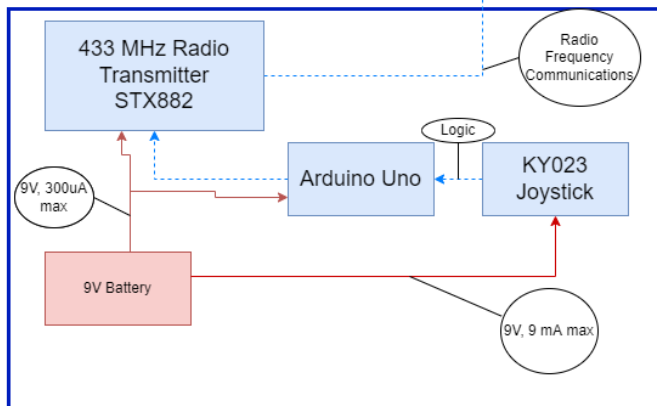 433 MHz Radio
Transmitter
STX882
Radio
Frequency
Communications
Logic
Arduino Uno
KY023
Joystick
9V, 300uA
max
9V Battery
9V, 9 mA max